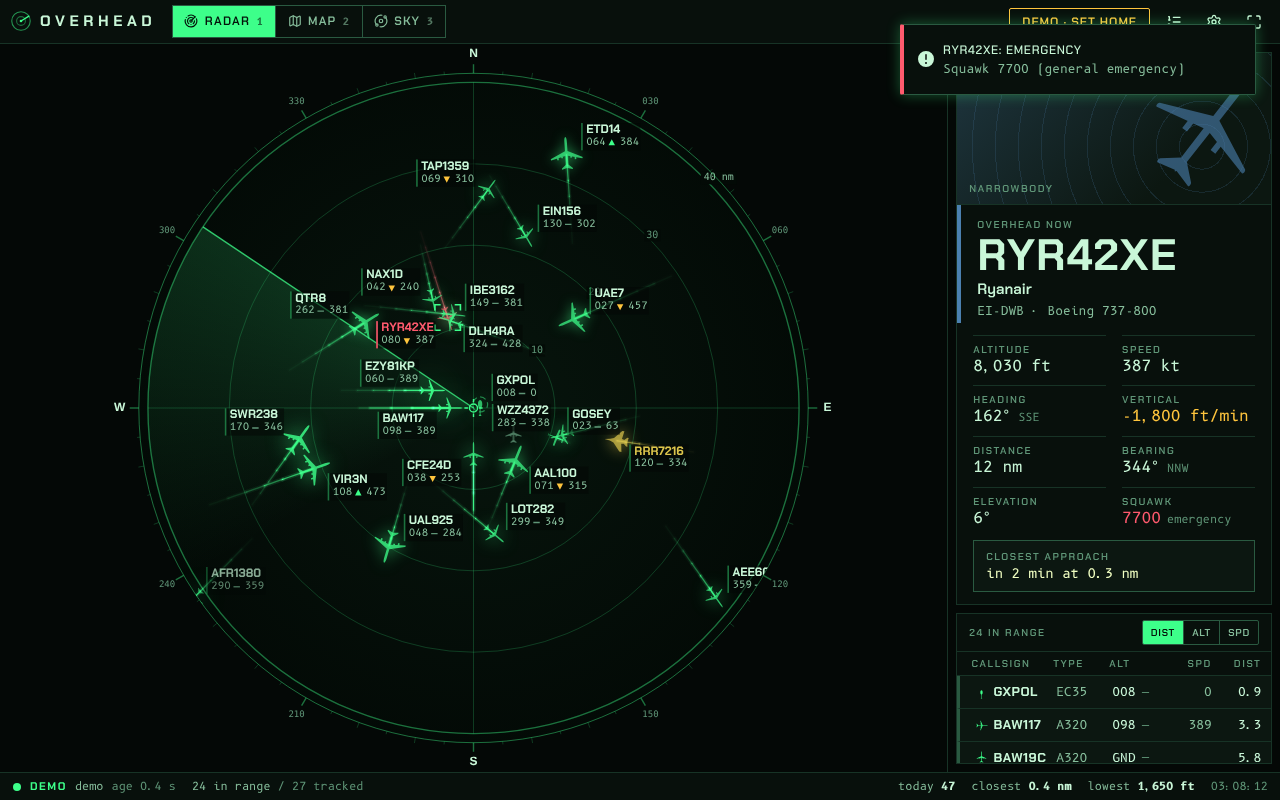 OVERHEAD
RADAR 1
MAP 2
SKY 3
DEMO · SET HOME
RYR42XE: EMERGENCY
Squawk 7700 (general emergency)
N
330
030
300
060
W
E
240
120
210
150
S
40 nm
30
10
ETD14
064 ▲ 384
TAP1359
069 ▼ 310
EIN156
130 — 302
NAX1D
042 ▼ 240
IBE3162
149 — 381
UAE7
027 ▼ 457
QTR8
262 — 381
RYR42XE
080 ▼ 387
DLH4RA
324 — 428
EZY81KP
060 — 389
GXPOL
008 — 0
BAW117
098 — 389
WZZ4372
283 — 338
GOSEY
023 — 63
SWR238
170 — 346
RRR7216
120 — 334
VIR3N
108 ▲ 473
CFE24D
038 ▼ 253
AAL100
071 ▼ 315
UAL925
048 — 284
LOT282
299 — 349
AFR1380
290 — 359
359
NARROWBODY
OVERHEAD NOW
RYR42XE
Ryanair
EI-DWB · Boeing 737-800
ALTITUDE
8,030 ft
SPEED
387 kt
HEADING
162° SSE
VERTICAL
-1,800 ft/min
DISTANCE
12 nm
BEARING
344° NNW
ELEVATION
6°
SQUAWK
7700 emergency
CLOSEST APPROACH
in 2 min at 0.3 nm
24 IN RANGE
DIST ALT SPD
CALLSIGN TYPE ALT SPD DIST
GXPOL EC35 008 — 0 0.9
BAW117 A320 098 — 389 3.3
BAW19C A320 GND — 5.8
DEMO demo age 0.4 s 24 in range / 27 tracked
today 47 closest 0.4 nm lowest 1,650 ft 03:08:12